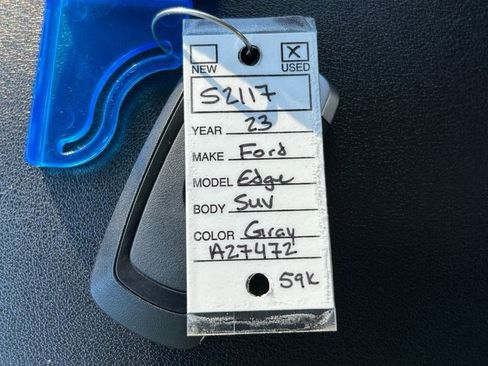 NEW X USED
S2117
YEAR 23
MAKE Ford
MODEL Edge
BODY Suv
COLOR Gray
A27472
59K